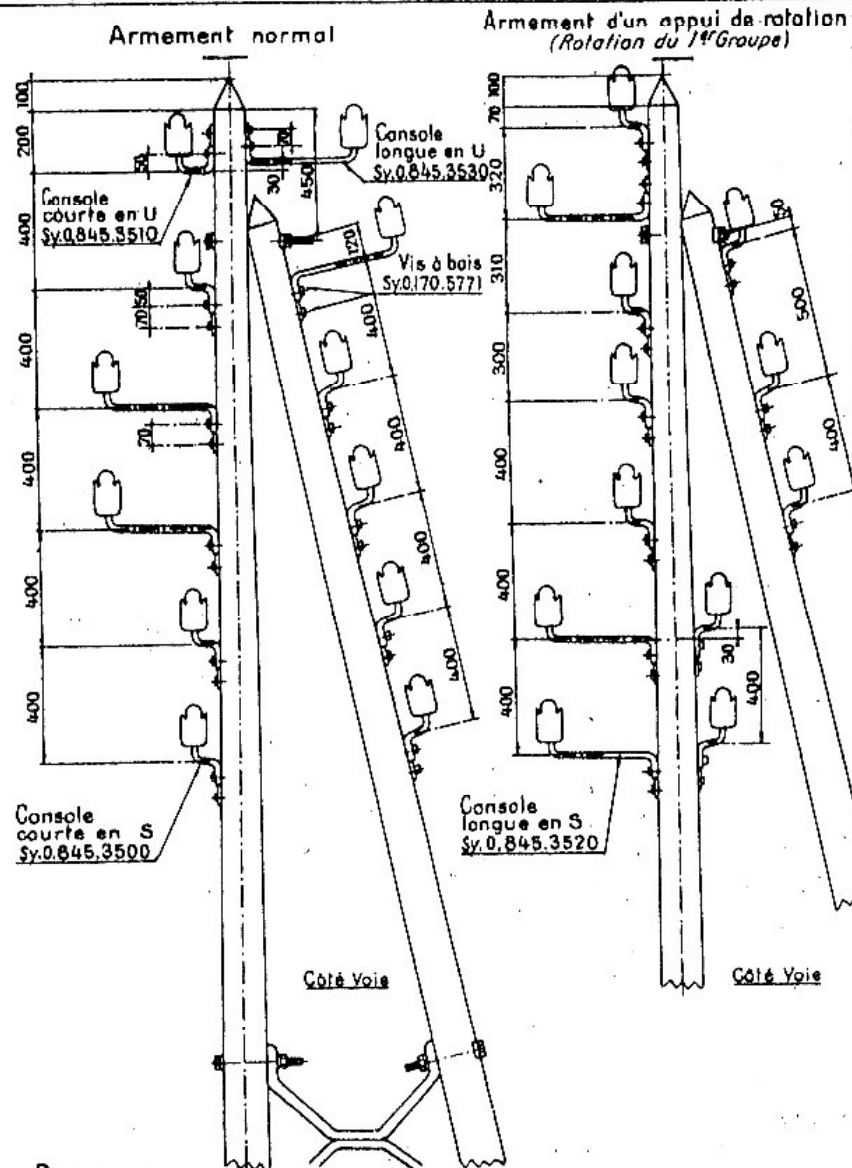 Armement normal
100
200
400
400
400
400
400
50
70
30
450
Console
longue en U
Sy.0.845.3530
Console
courte en U
Sy.0.845.3510
50
70
70
120
Vis à bois
Sy.0.170.5771
400
400
400
400
Console
courte en S
Sy.0.845.3500
Côté Voie
Armement d'un appui de rotation
(Rotation du 1er Groupe)
100
70
320
310
300
400
400
400
50
500
400
30
400
Console
longue en S
Sy.0.845.3520
Côté Voie